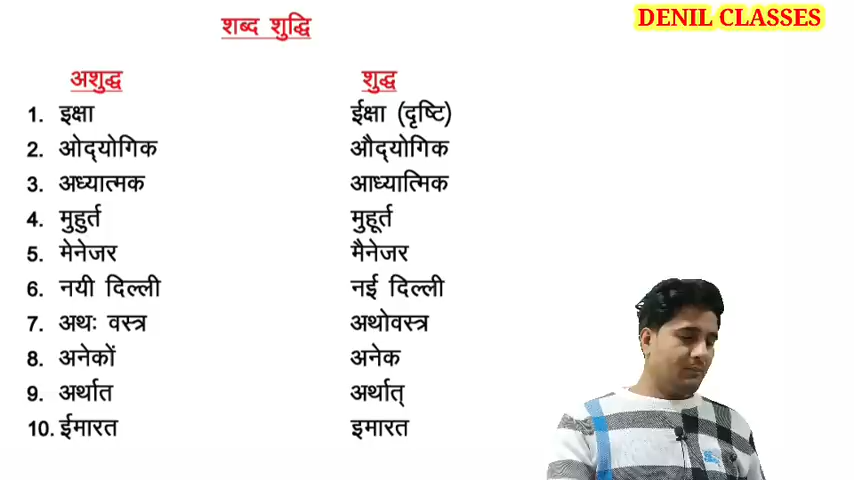 शब्द शुद्धि
DENIL CLASSES
अशुद्ध शुद्ध
1. इक्षा ईक्षा (दृष्टि)
2. ओद्‌योगिक औद्‌योगिक
3. अध्यात्मक आध्यात्मिक
4. मुहुर्त मुहूर्त
5. मेनेजर मैनेजर
6. नयी दिल्ली नई दिल्ली
7. अथः वस्त्र अथोवस्त्र
8. अनेकों अनेक
9. अर्थात अर्थात्
10. ईमारत इमारत